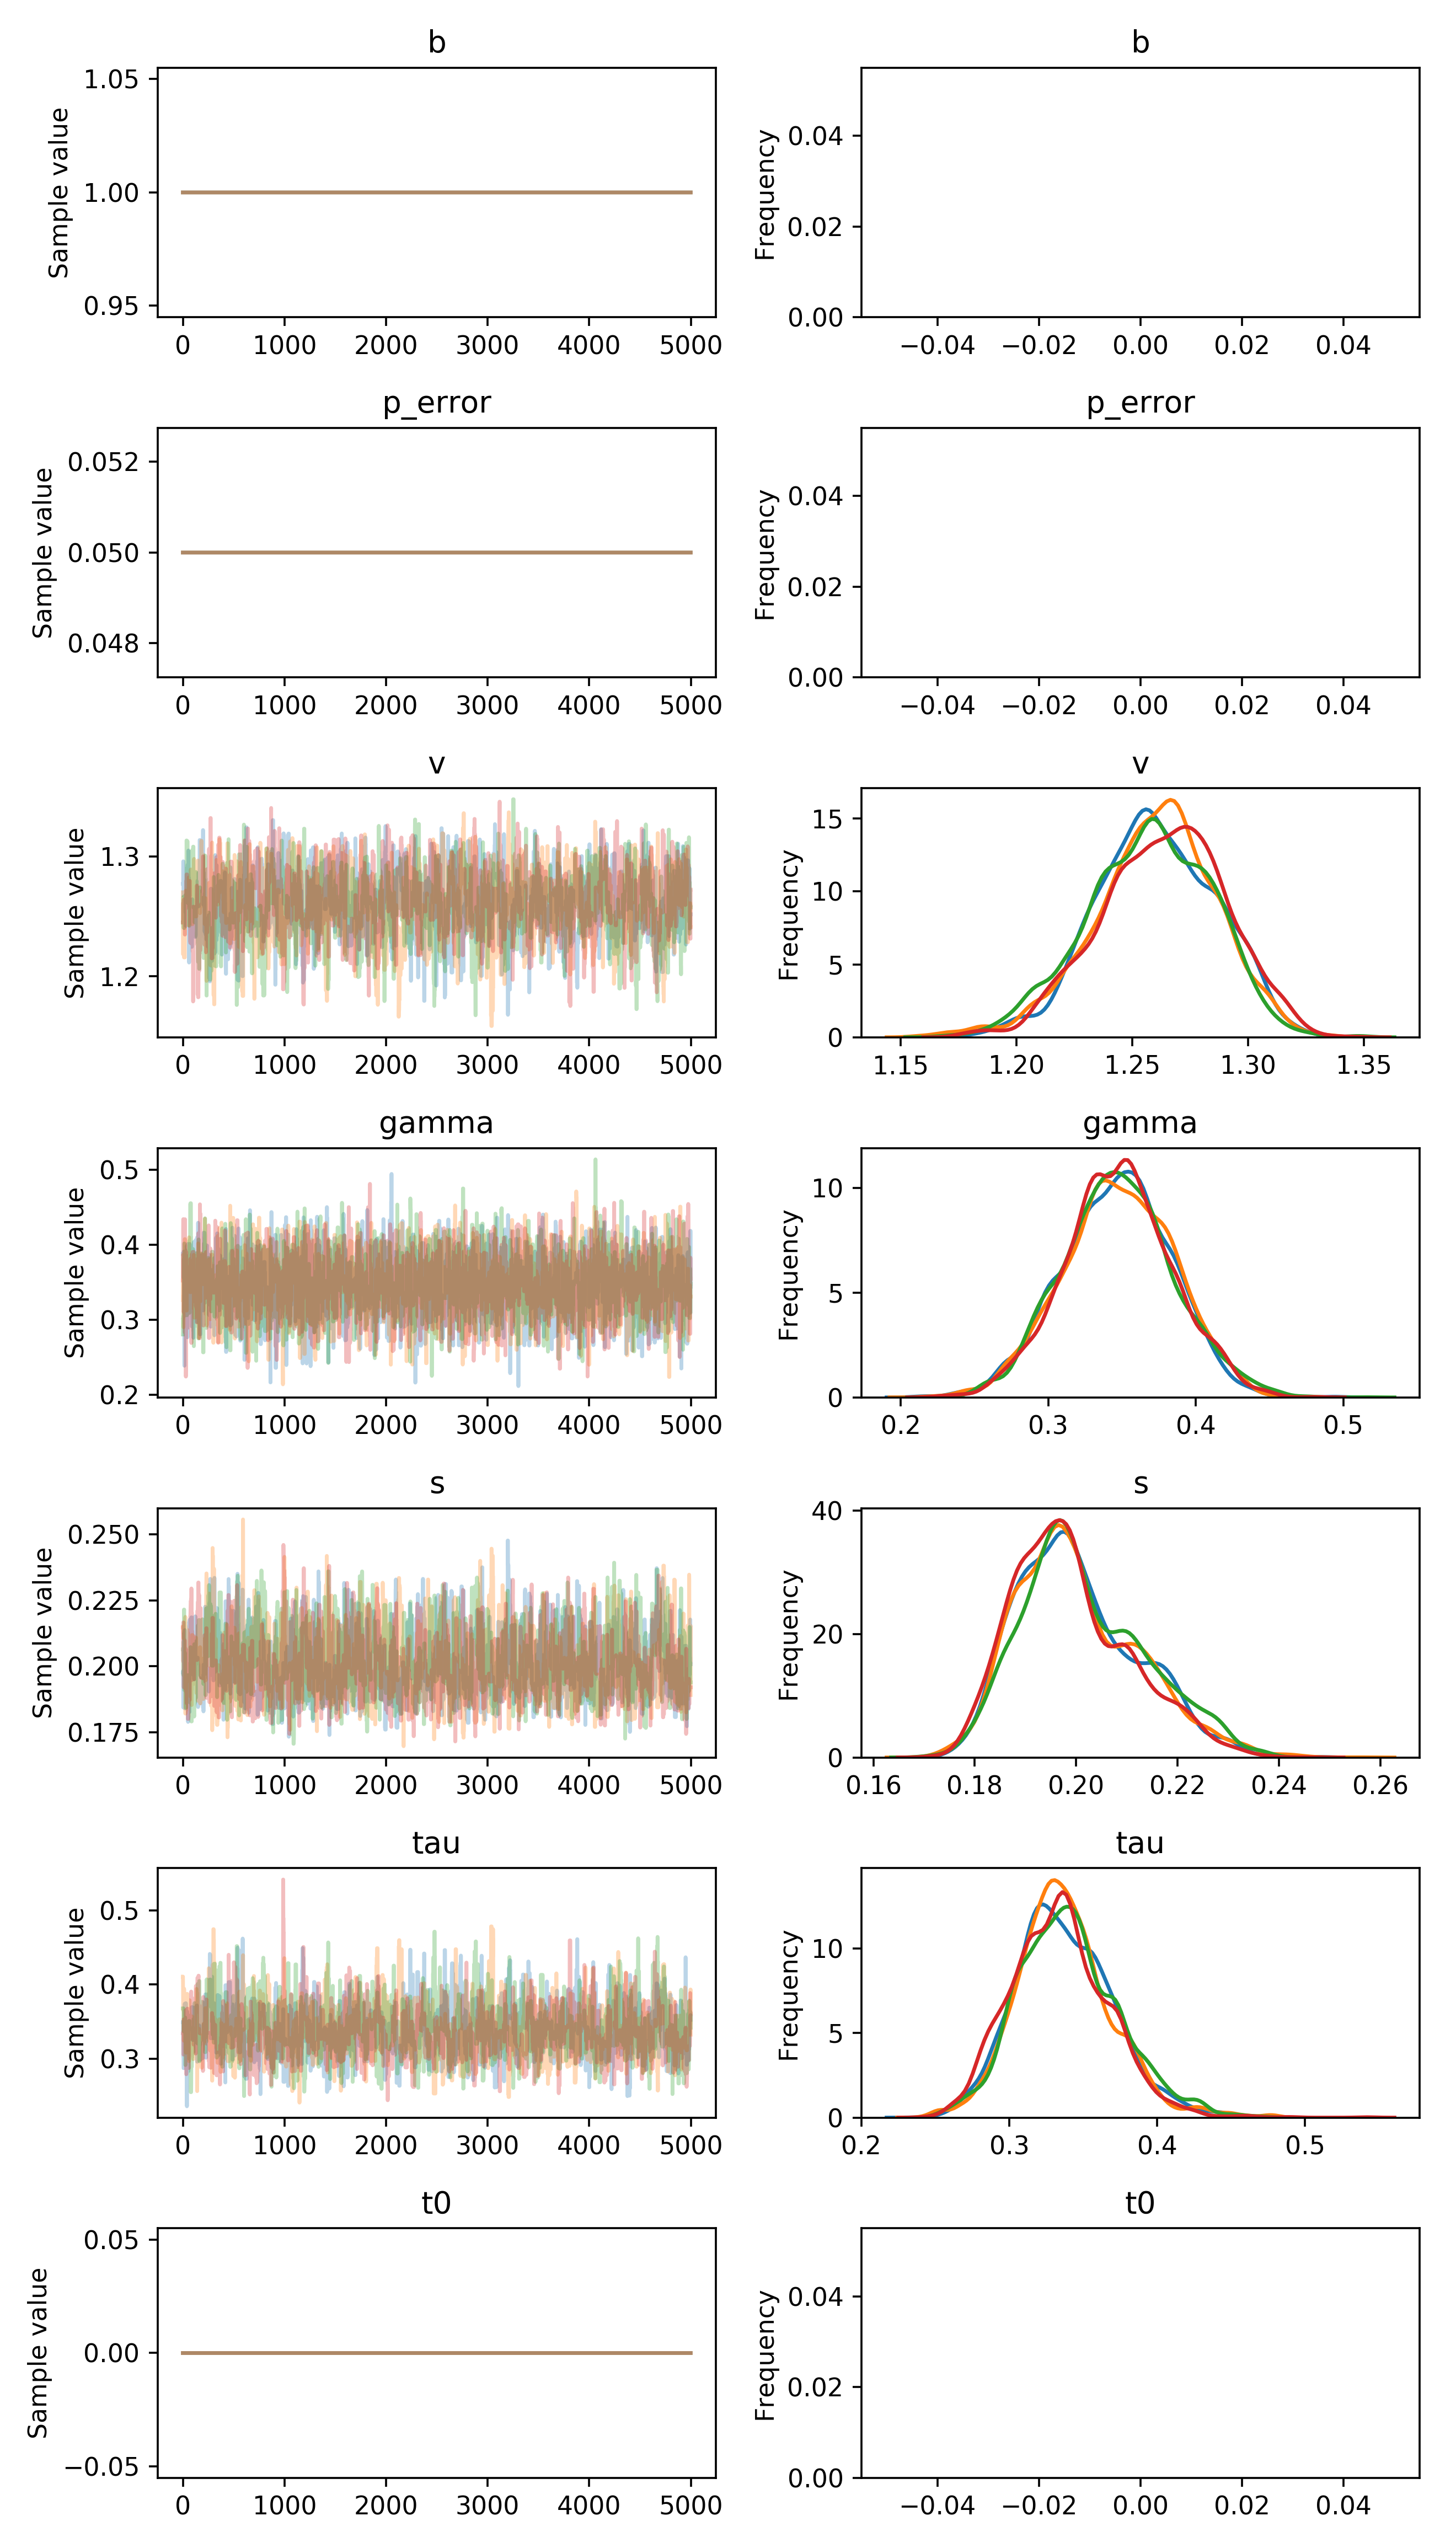 b
b
1.05
1.00
0.95
Sample value
0 1000 2000 3000 4000 5000
0.04
0.02
0.00
Frequency
−0.04 −0.02 0.00 0.02 0.04
p_error
p_error
0.052
0.050
0.048
Sample value
0 1000 2000 3000 4000 5000
0.04
0.02
0.00
Frequency
−0.04 −0.02 0.00 0.02 0.04
v
v
1.3
1.2
Sample value
0 1000 2000 3000 4000 5000
15
10
5
0
Frequency
1.15 1.20 1.25 1.30 1.35
gamma
gamma
0.5
0.4
0.3
0.2
Sample value
0 1000 2000 3000 4000 5000
10
5
0
Frequency
0.2 0.3 0.4 0.5
s
s
0.250
0.225
0.200
0.175
Sample value
0 1000 2000 3000 4000 5000
40
20
0
Frequency
0.16 0.18 0.20 0.22 0.24 0.26
tau
tau
0.5
0.4
0.3
Sample value
0 1000 2000 3000 4000 5000
10
5
0
Frequency
0.2 0.3 0.4 0.5
t0
t0
0.05
0.00
−0.05
Sample value
0 1000 2000 3000 4000 5000
0.04
0.02
0.00
Frequency
−0.04 −0.02 0.00 0.02 0.04